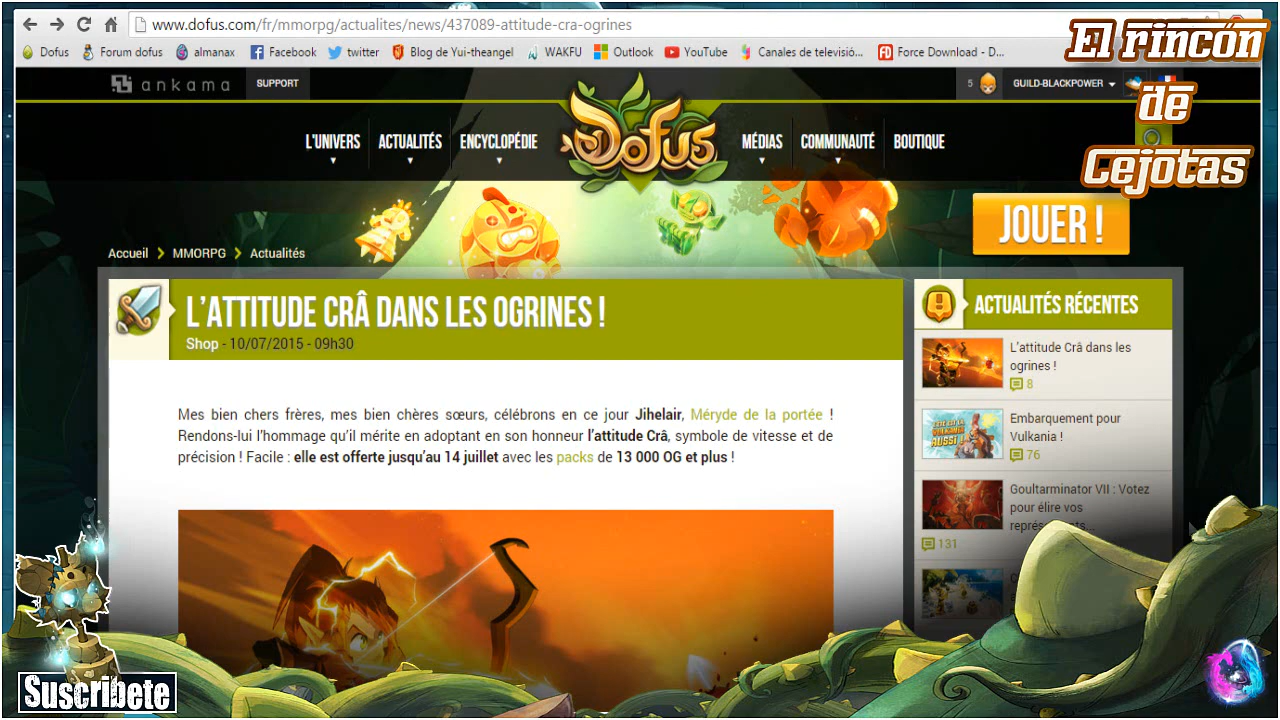 www.dofus.com/fr/mmorpg/actualites/news/437089-attitude-cra-ogrines
Dofus Forum dofus almanax Facebook twitter Blog de Yui-theangel WAKFU Outlook YouTube Canales de televisió... Force Download - D...
El rincón
de
Cejotas
ankama SUPPORT 5 GUILD-BLACKPOWER
L'UNIVERS ACTUALITÉS ENCYCLOPÉDIE DOFUS MÉDIAS COMMUNAUTÉ BOUTIQUE
JOUER !
Accueil MMORPG Actualités
L'ATTITUDE CRÂ DANS LES OGRINES !
Shop - 10/07/2015 - 09h30
Mes bien chers frères, mes bien chères sœurs, célébrons en ce jour Jihelair, Méryde de la portée !
Rendons-lui l'hommage qu'il mérite en adoptant en son honneur l'attitude Crâ, symbole de vitesse et de
précision ! Facile : elle est offerte jusqu'au 14 juillet avec les packs de 13 000 OG et plus !
ACTUALITÉS RÉCENTES
L'attitude Crâ dans les
ogrines !
8
Embarquement pour
Vulkania !
76
Goultarminator VII : Votez
pour élire vos
représentants...
131
Suscribete